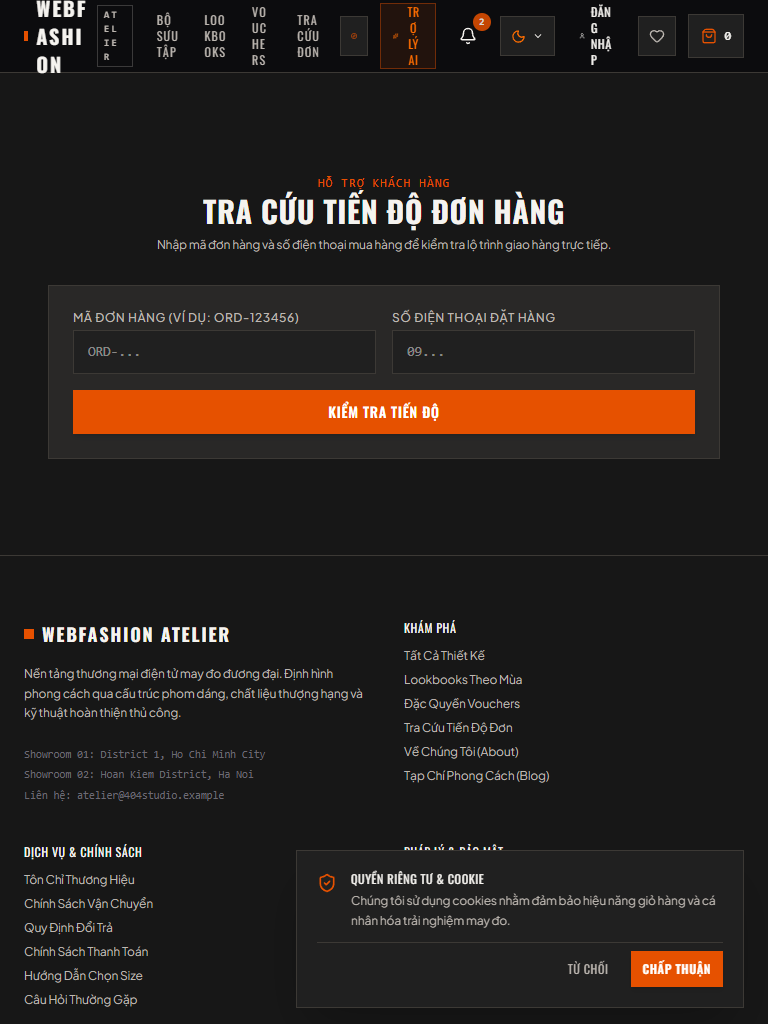 WEBF
ASHI
ON
AT
EL
IE
R
BỘ
SƯU
TẬP
LOO
KBO
OKS
VO
UC
HE
RS
TRA
CỨU
ĐƠN
TR
Ợ
LÝ
AI
2
ĐĂN
G
NHẬ
P
0
HỖ TRỢ KHÁCH HÀNG
TRA CỨU TIẾN ĐỘ ĐƠN HÀNG
Nhập mã đơn hàng và số điện thoại mua hàng để kiểm tra lộ trình giao hàng trực tiếp.
MÃ ĐƠN HÀNG (VÍ DỤ: ORD-123456)
SỐ ĐIỆN THOẠI ĐẶT HÀNG
ORD-...
09...
KIỂM TRA TIẾN ĐỘ
WEBFASHION ATELIER
Nền tảng thương mại điện tử may đo đương đại. Định hình
phong cách qua cấu trúc phom dáng, chất liệu thượng hạng và
kỹ thuật hoàn thiện thủ công.
Showroom 01: District 1, Ho Chi Minh City
Showroom 02: Hoan Kiem District, Ha Noi
Liên hệ: atelier@404studio.example
KHÁM PHÁ
Tất Cả Thiết Kế
Lookbooks Theo Mùa
Đặc Quyền Vouchers
Tra Cứu Tiến Độ Đơn
Về Chúng Tôi (About)
Tạp Chí Phong Cách (Blog)
DỊCH VỤ & CHÍNH SÁCH
Tôn Chỉ Thương Hiệu
Chính Sách Vận Chuyển
Quy Định Đổi Trả
Chính Sách Thanh Toán
Hướng Dẫn Chọn Size
Câu Hỏi Thường Gặp
PHÁP LÝ & BẢO MẬT
QUYỀN RIÊNG TƯ & COOKIE
Chúng tôi sử dụng cookies nhằm đảm bảo hiệu năng giỏ hàng và cá
nhân hóa trải nghiệm may đo.
TỪ CHỐI
CHẤP THUẬN